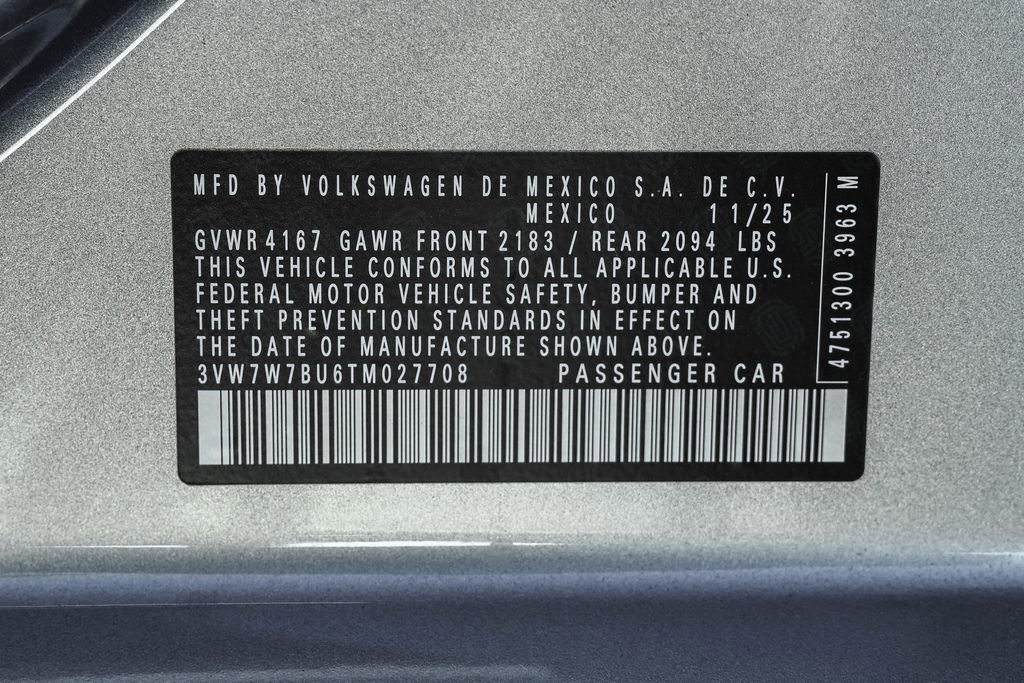 MFD BY VOLKSWAGEN DE MEXICO S.A. DE C.V.
MEXICO 11/25
GVWR 4167 GAWR FRONT 2183 / REAR 2094 LBS
THIS VEHICLE CONFORMS TO ALL APPLICABLE U.S.
FEDERAL MOTOR VEHICLE SAFETY, BUMPER AND
THEFT PREVENTION STANDARDS IN EFFECT ON
THE DATE OF MANUFACTURE SHOWN ABOVE.
3VW7W7BU6TM027708 PASSENGER CAR
4751300 3963 M